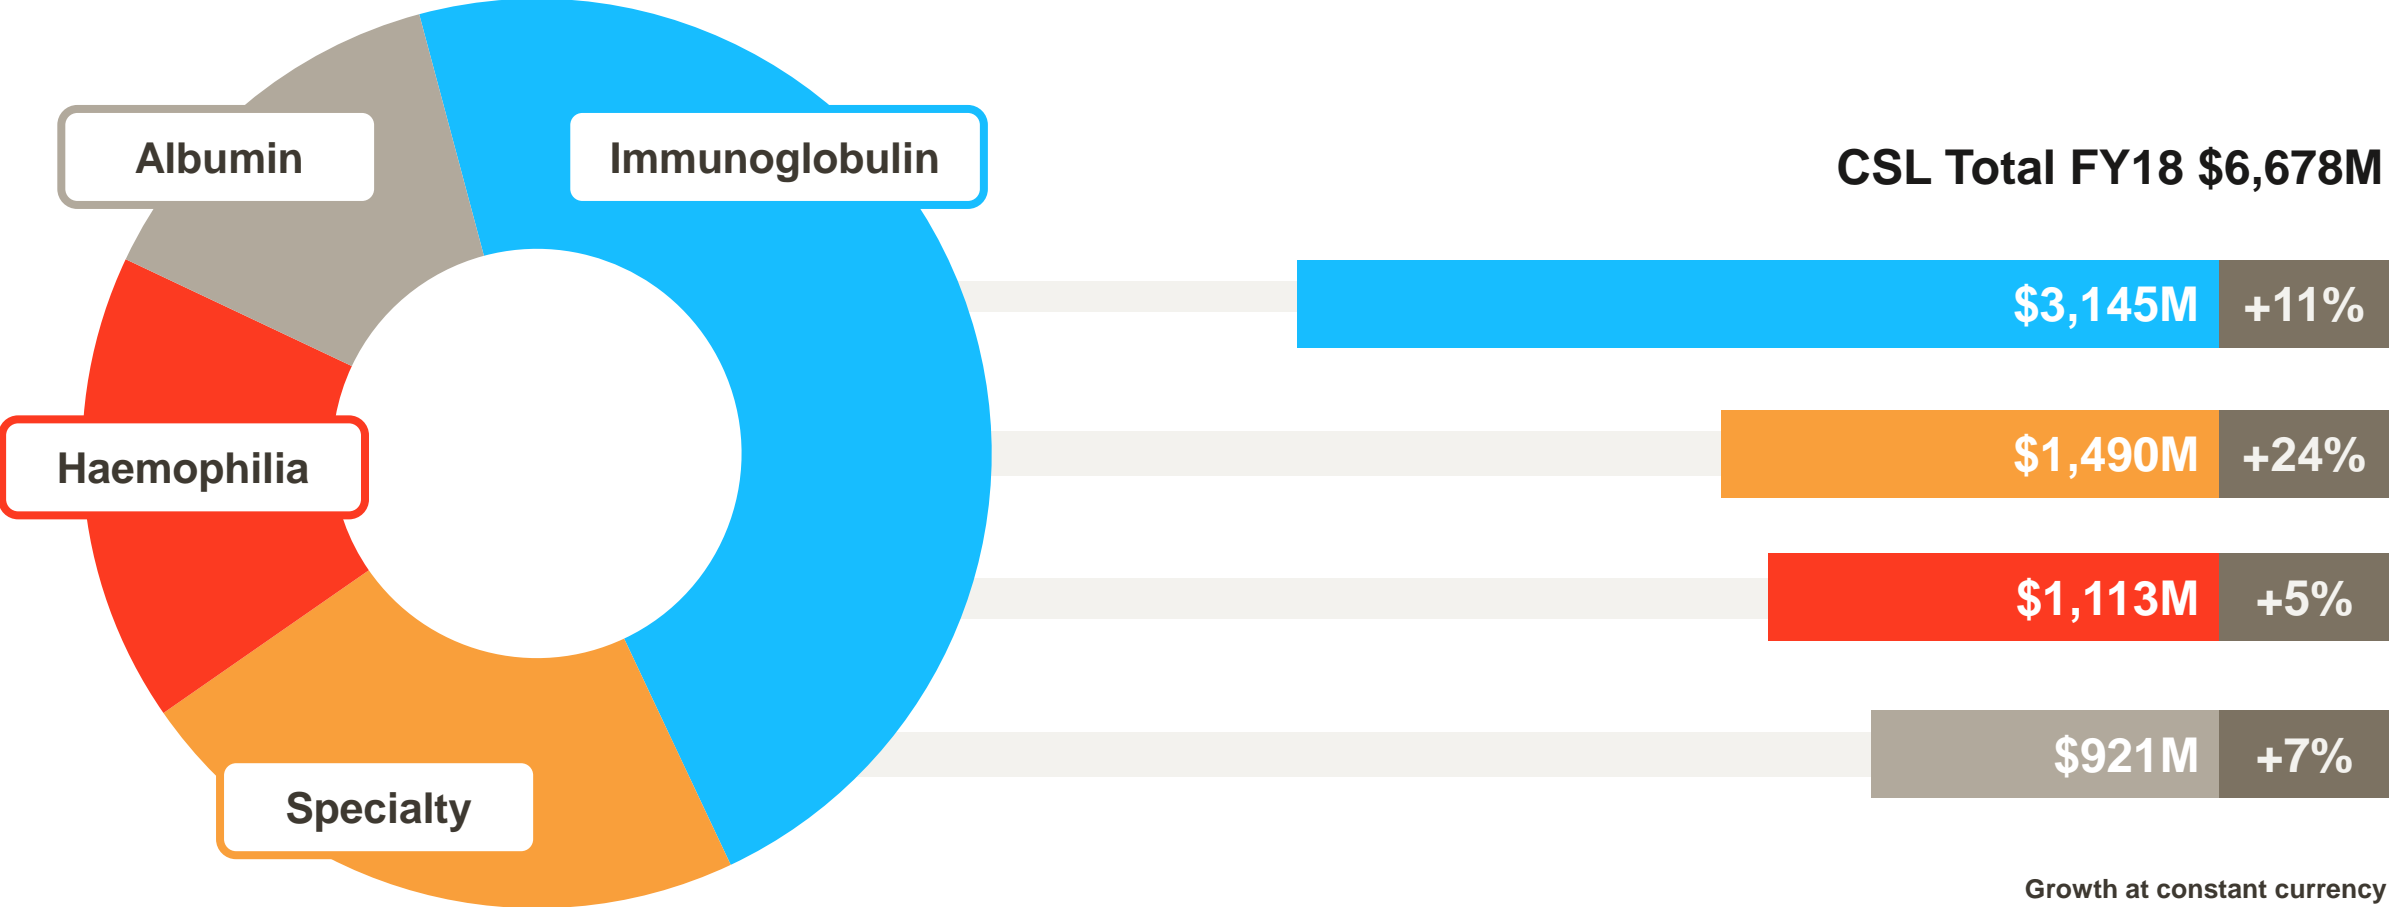 Albumin
Immunoglobulin
Haemophilia
Specialty
CSL Total FY18 $6,678M
$3,145M +11%
$1,490M +24%
$1,113M +5%
$921M +7%
Growth at constant currency